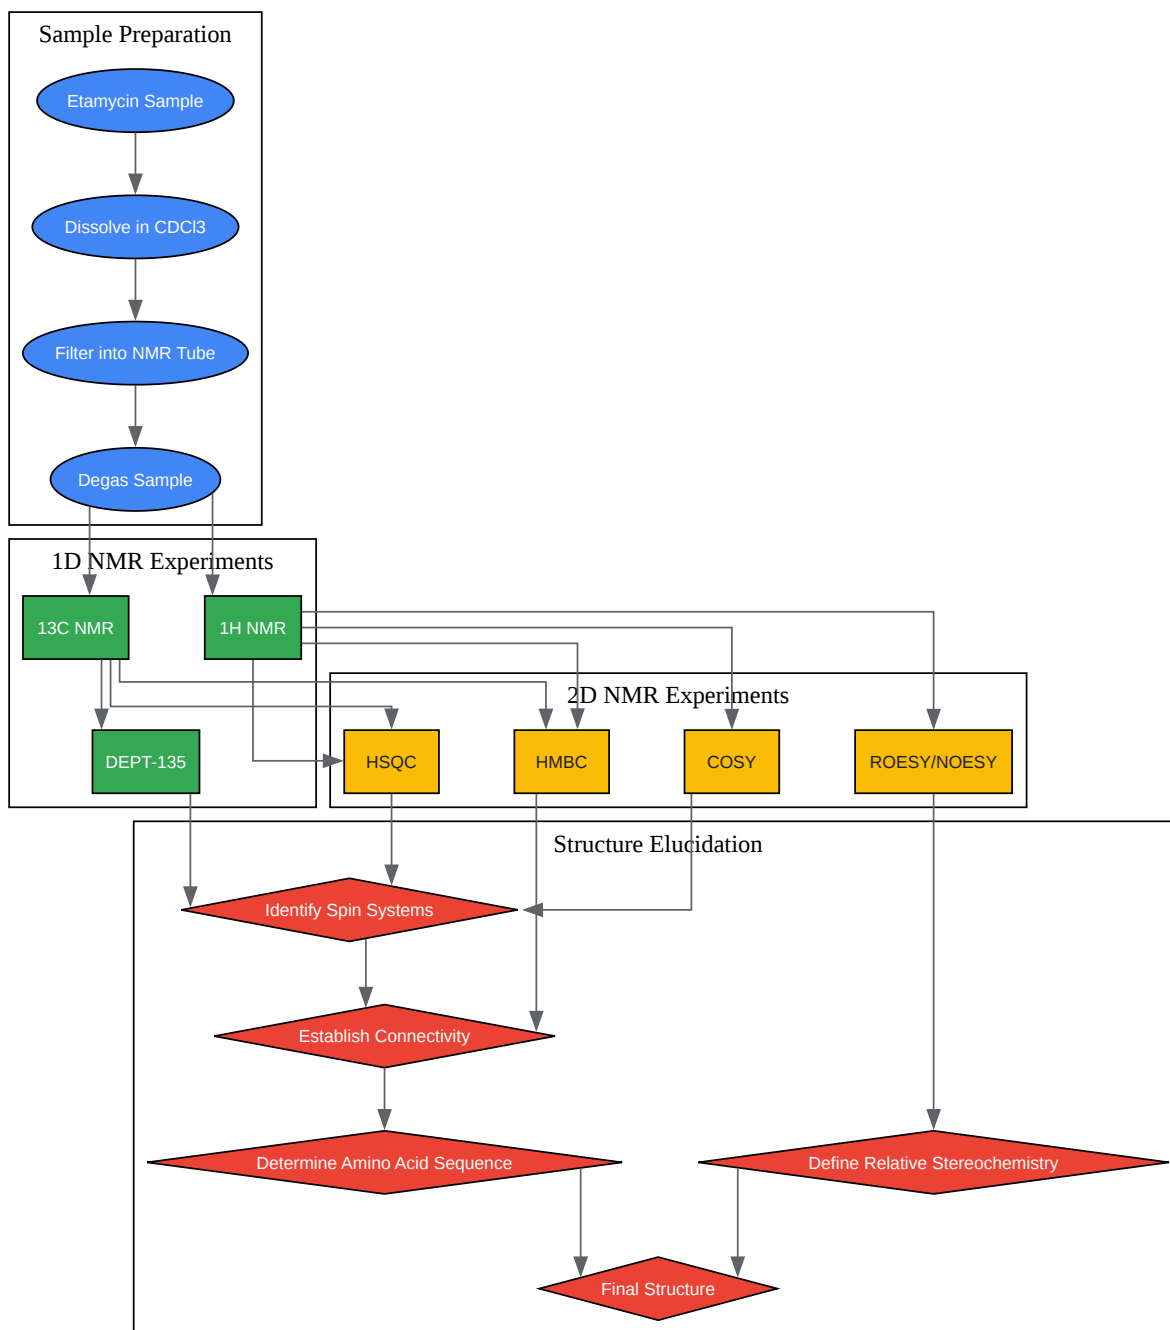 Sample Preparation
Etamycin Sample
Dissolve in CDCl3
Filter into NMR Tube
Degas Sample
1D NMR Experiments
13C NMR
1H NMR
2D NMR Experiments
DEPT-135
HSQC
HMBC
COSY
ROESY/NOESY
Structure Elucidation
Identify Spin Systems
Establish Connectivity
Determine Amino Acid Sequence
Define Relative Stereochemistry
Final Structure